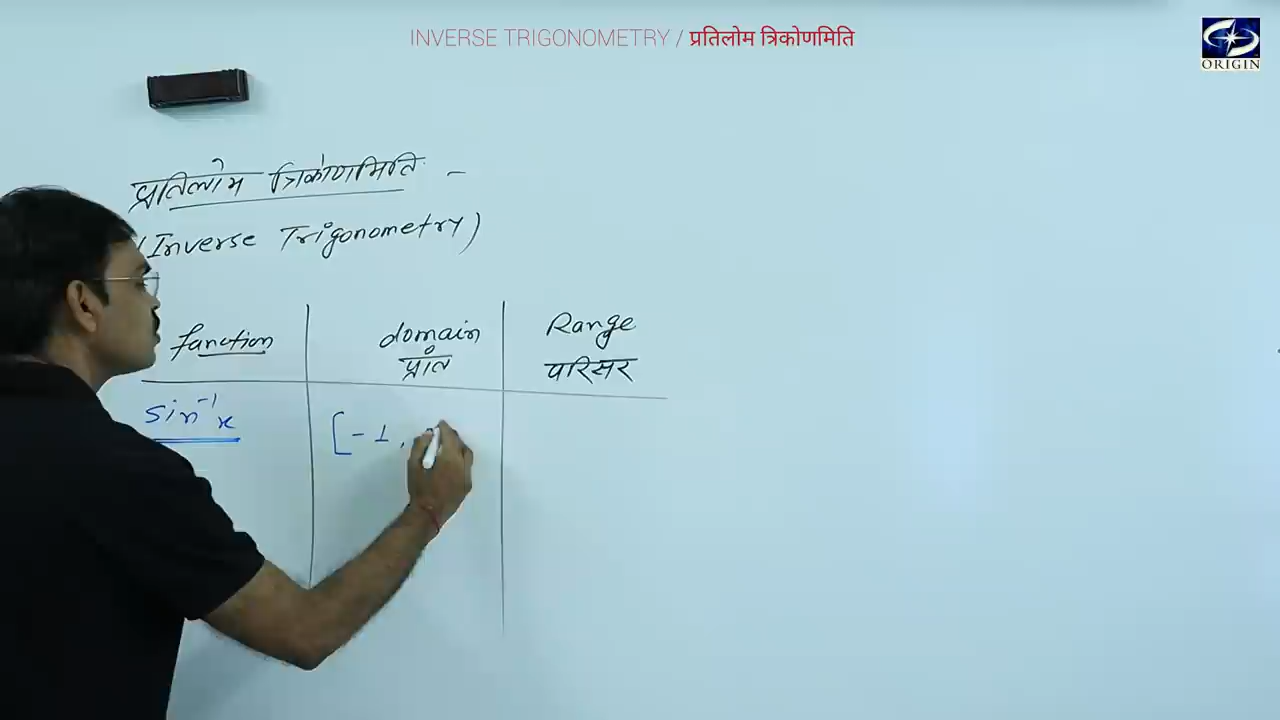 INVERSE TRIGONOMETRY / प्रतिलोम त्रिकोणमिति
ORIGIN
प्रतिलोम त्रिकोणमिति -
(Inverse Trigonometry)
function domain Range
प्रांत परिसर
sin⁻¹x [-1,